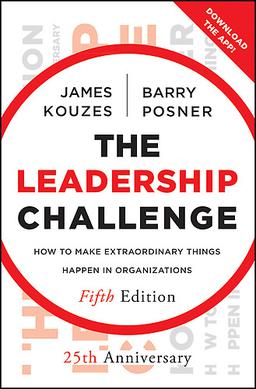 DOWNLOAD
THE APP!
JAMES
KOUZES
BARRY
POSNER
THE
LEADERSHIP
CHALLENGE
HOW TO MAKE EXTRAORDINARY THINGS
HAPPEN IN ORGANIZATIONS
Fifth Edition
25th Anniversary